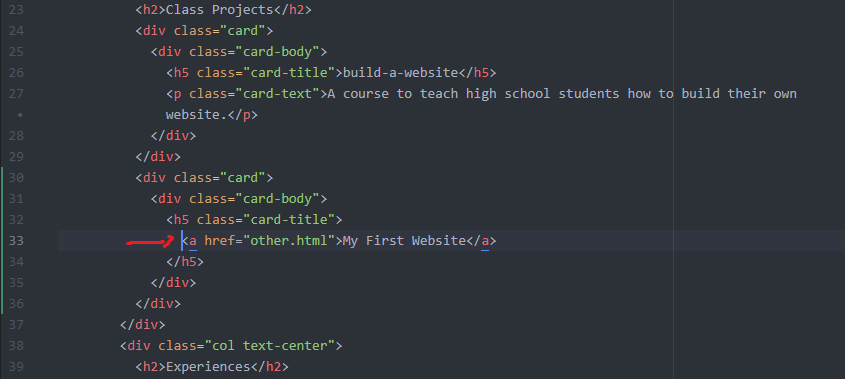 23 <h2>Class Projects</h2>
24 <div class="card">
25 <div class="card-body">
26 <h5 class="card-title">build-a-website</h5>
27 <p class="card-text">A course to teach high school students how to build their own
• website.</p>
28 </div>
29 </div>
30 <div class="card">
31 <div class="card-body">
32 <h5 class="card-title">
33 <a href="other.html">My First Website</a>
34 </h5>
35 </div>
36 </div>
37 </div>
38 <div class="col text-center">
39 <h2>Experiences</h2>